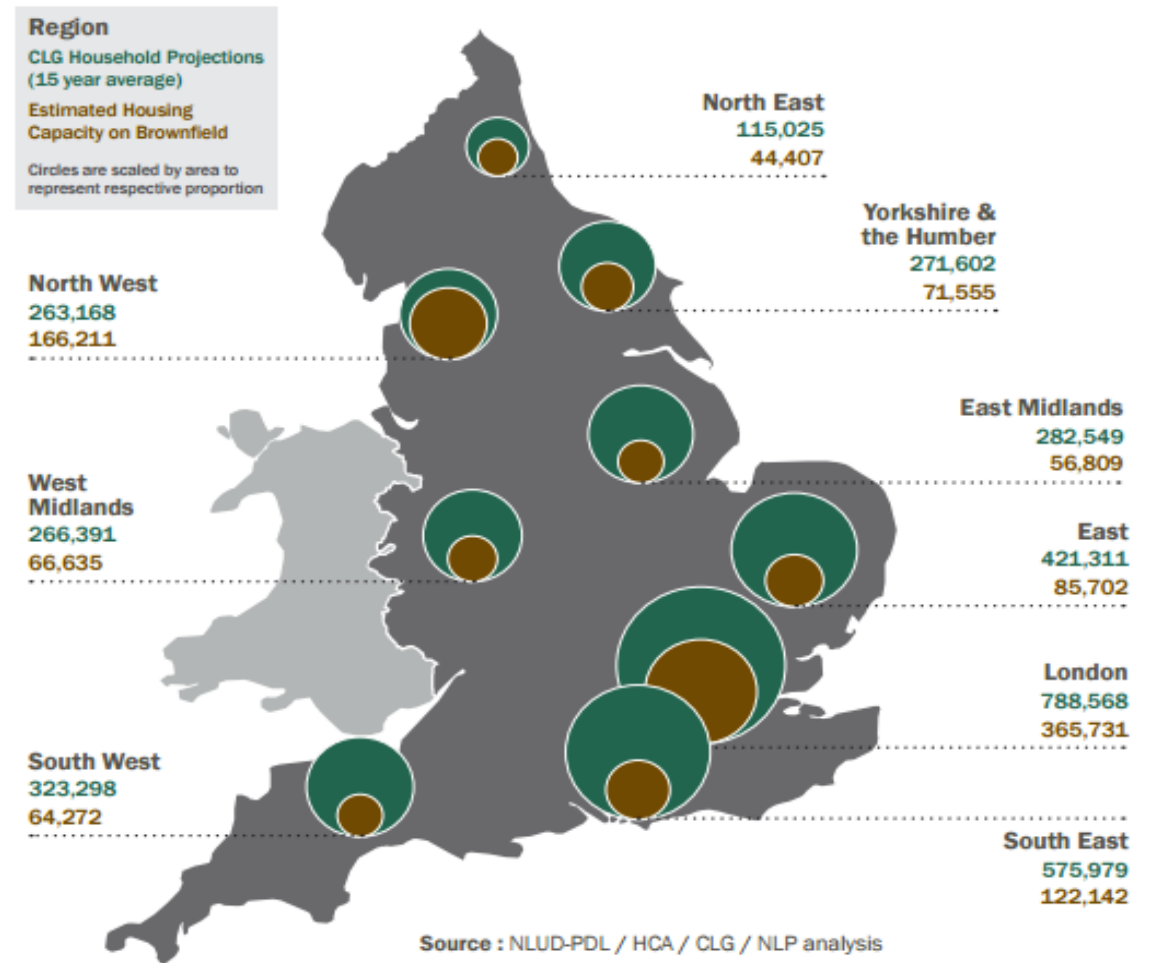 Region
CLG Household Projections
(15 year average)
Estimated Housing
Capacity on Brownfield
Circles are scaled by area to
represent respective proportion
North East
115,025
44,407
Yorkshire &
the Humber
271,602
71,555
North West
263,168
166,211
East Midlands
282,549
56,809
West
Midlands
266,391
66,635
East
421,311
85,702
London
788,568
365,731
South West
323,298
64,272
South East
575,979
122,142
Source : NLUD-PDL / HCA / CLG / NLP analysis